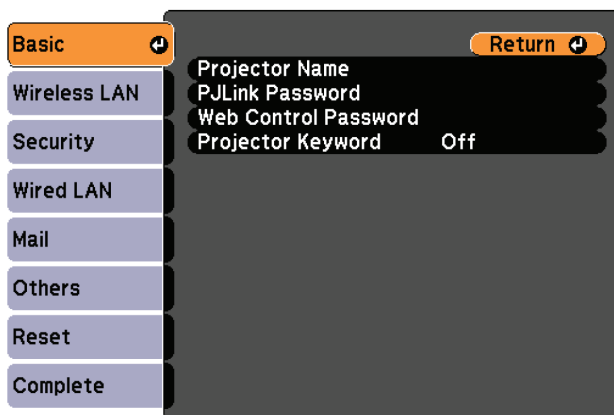 Basic
Wireless LAN
Security
Wired LAN
Mail
Others
Reset
Complete
Return
Projector Name
PJLink Password
Web Control Password
Projector Keyword Off